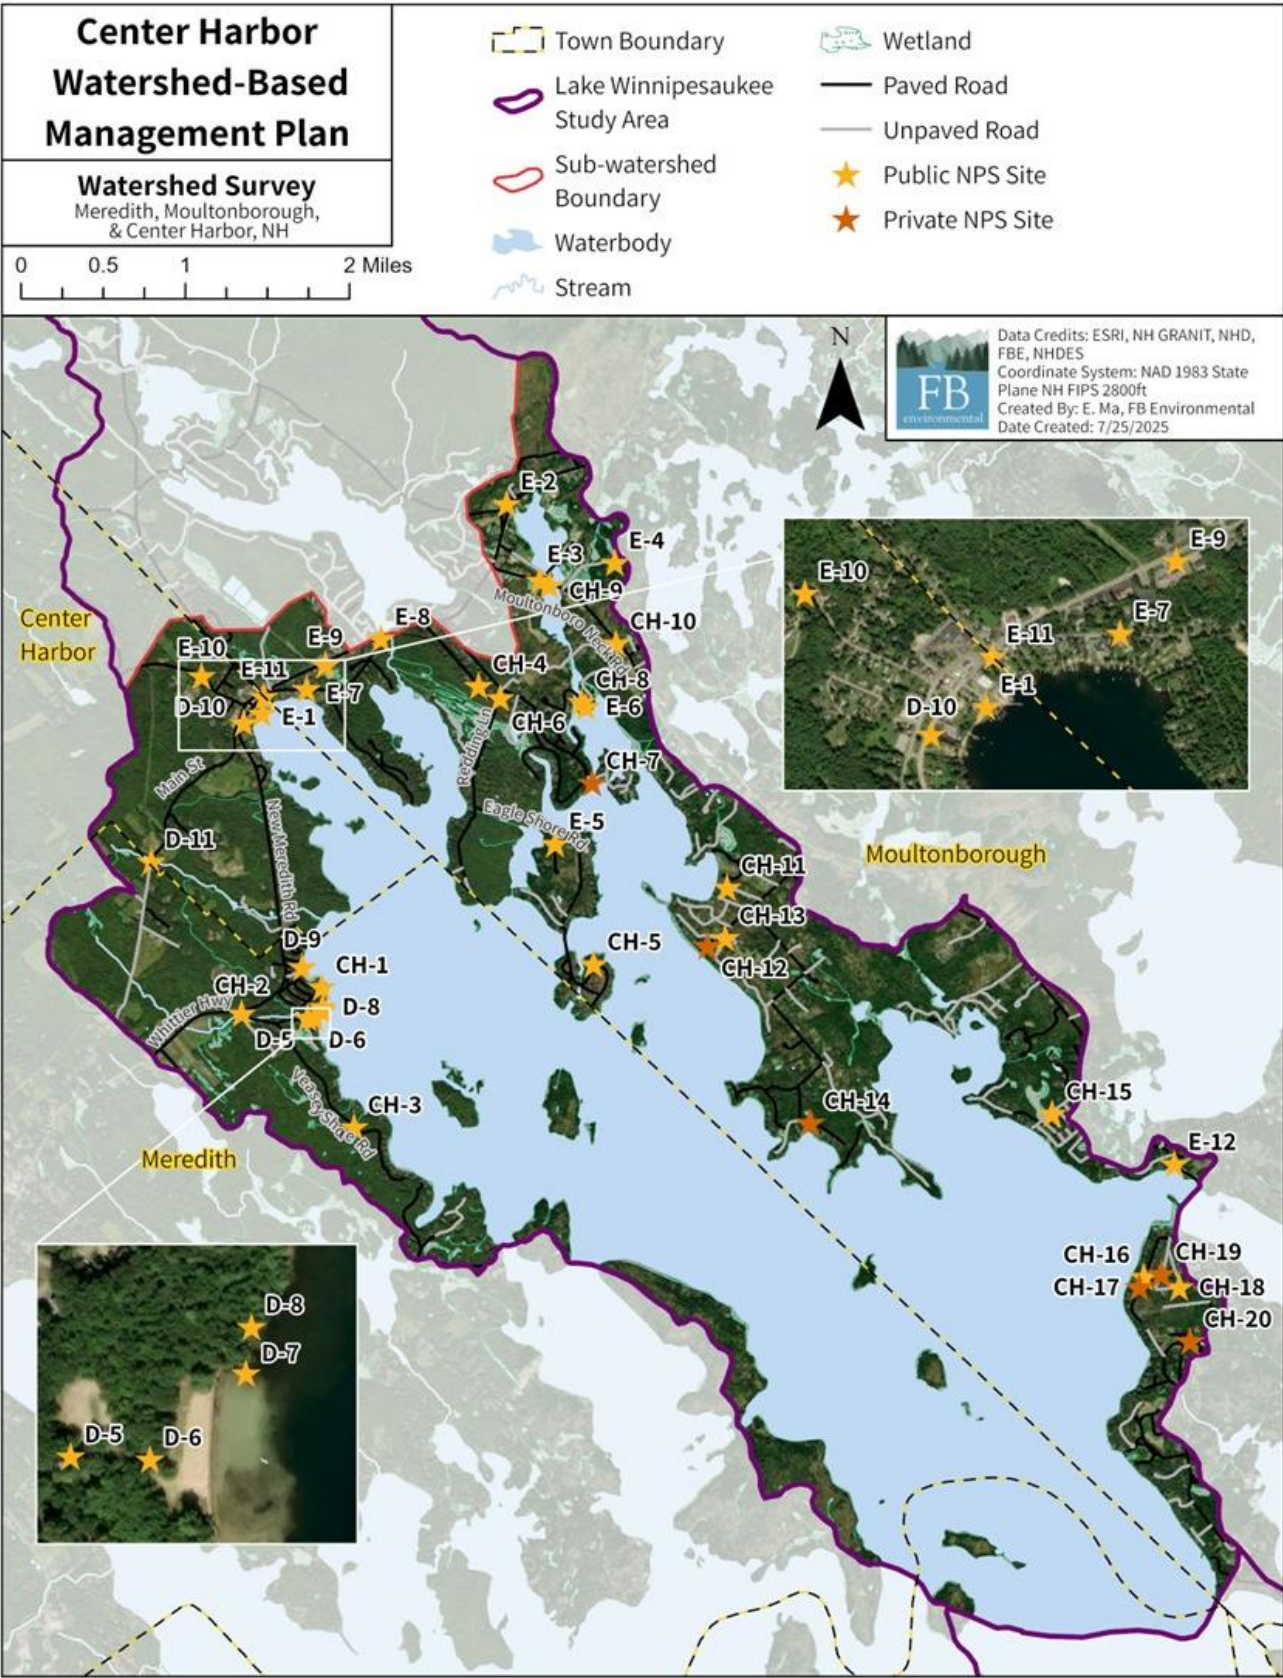 Center Harbor
Watershed-Based
Management Plan
Watershed Survey
Meredith, Moultonborough,
& Center Harbor, NH
0 0.5 1 2 Miles
Town Boundary
Lake Winnipesaukee
Study Area
Sub-watershed
Boundary
Waterbody
Stream
Wetland
Paved Road
Unpaved Road
Public NPS Site
Private NPS Site
N
FB
environmental
Data Credits: ESRI, NH GRANIT, NHD,
FBE, NHDES
Coordinate System: NAD 1983 State
Plane NH FIPS 2800ft
Created By: E. Ma, FB Environmental
Date Created: 7/25/2025
E-2
E-3
E-4
CH-9
Moultonboro Neck Rd
CH-10
Center
Harbor
E-8
E-9
E-10
E-11
E-7
D-10
E-1
CH-4
CH-6
CH-8
E-6
CH-7
Redding Ln
Eagle Shore Rd
E-5
Main St
New Meredith Rd
D-11
E-9
E-10
E-7
E-11
E-1
D-10
Moultonborough
CH-11
CH-13
CH-12
CH-5
D-9
CH-1
CH-2
D-8
Whittier Hwy
D-5
D-6
Veasey Shore Rd
CH-3
Meredith
CH-14
CH-15
E-12
CH-16
CH-19
CH-17
CH-18
CH-20
D-8
D-7
D-5
D-6